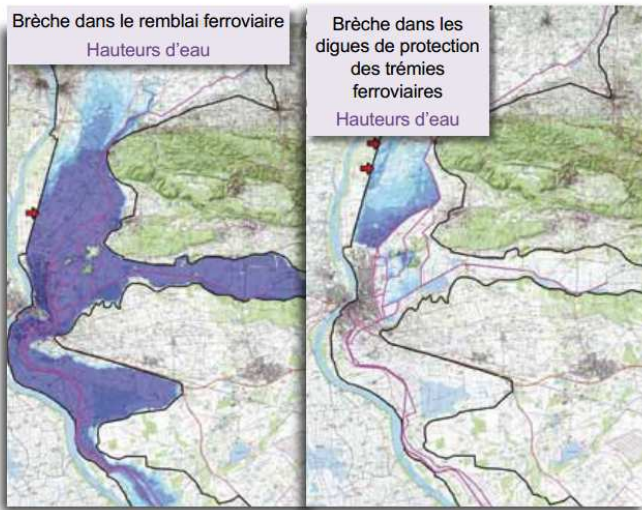 Brèche dans le remblai ferroviaire
Hauteurs d'eau
Brèche dans les
digues de protection
des trémies
ferroviaires
Hauteurs d'eau